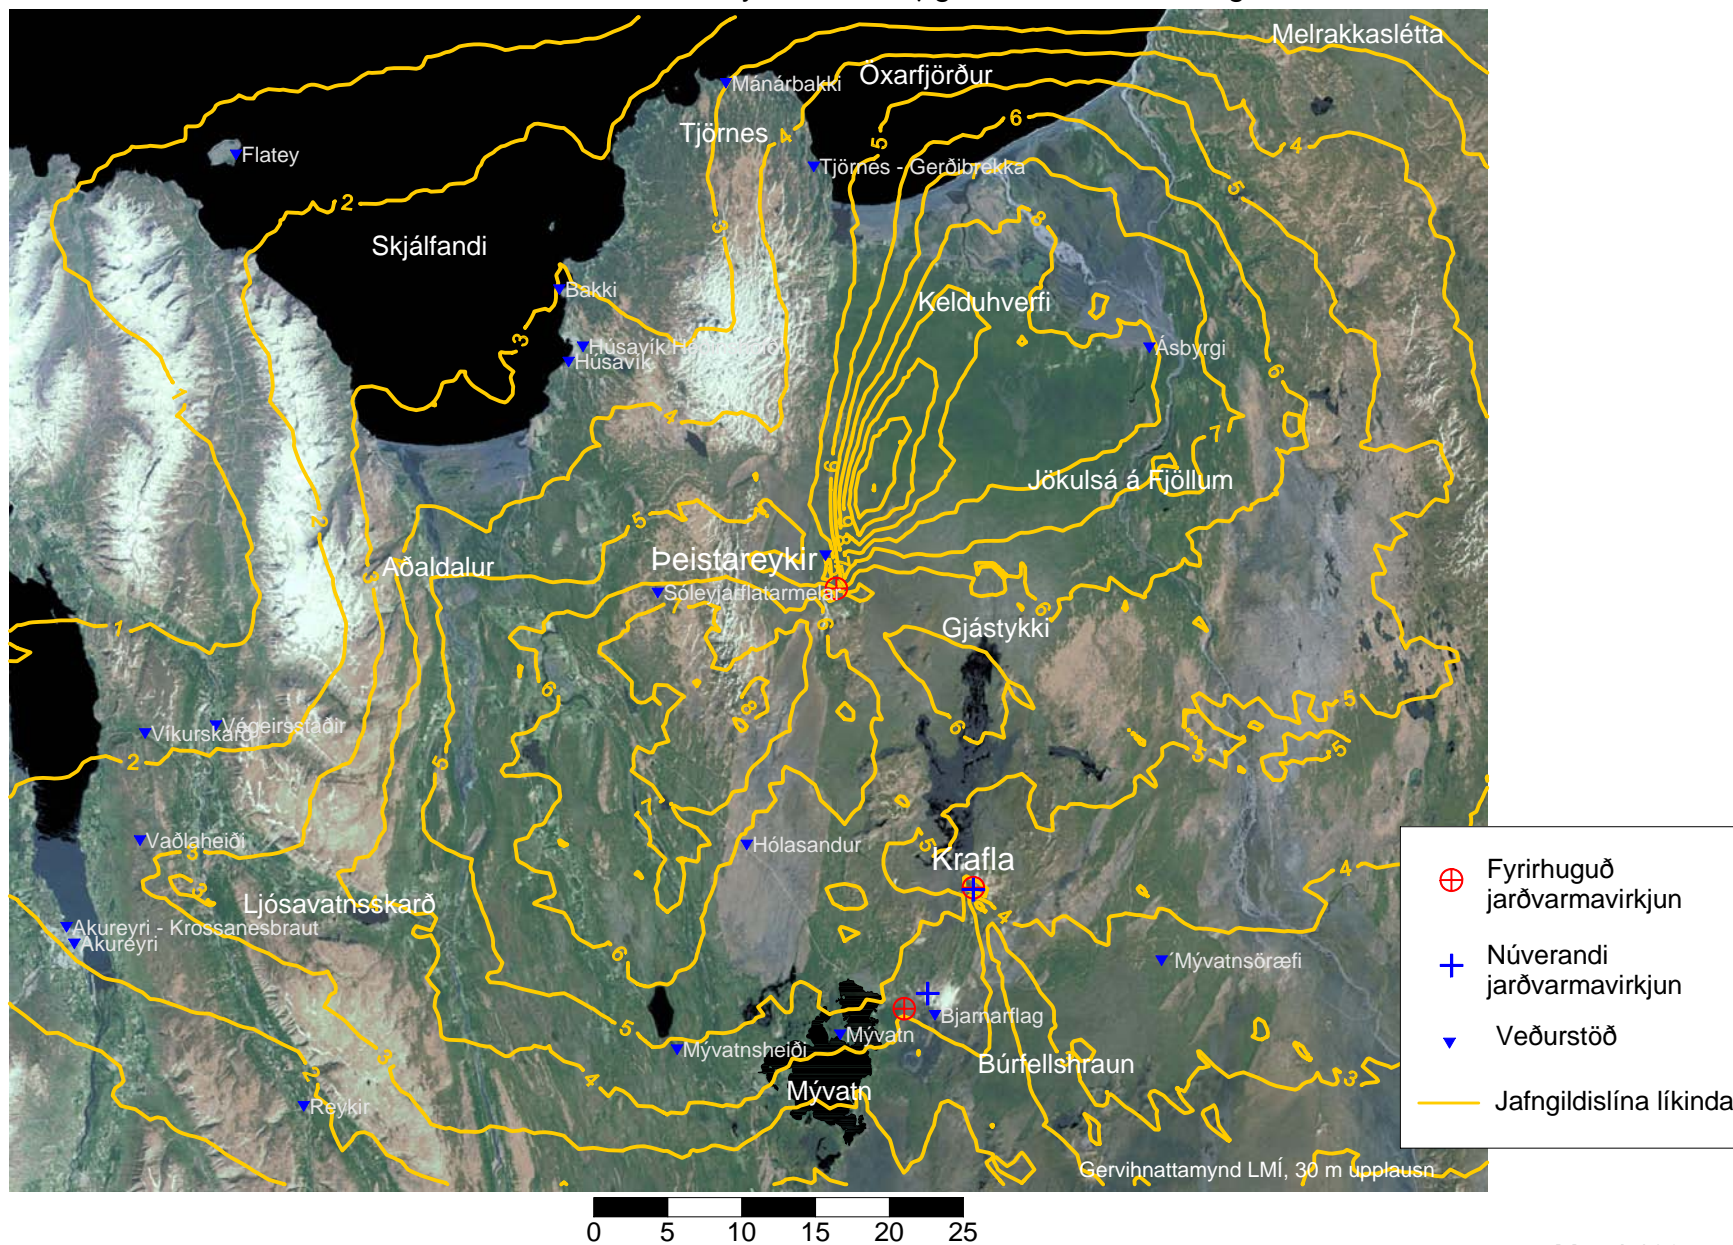 Melrakkaslétta
Öxarfjörður
Mánárbakki
Tjörnes
Flatey
Tjörnes - Gerðibrekka
Skjálfandi
Bakki
Kelduhverfi
Húsavík
Húsavík
Ásbyrgi
Jökulsá á Fjöllum
Þeistareykir
Aðaldalur
Sóleyjarflatarmelar
Gjástykki
Végeirsstaðir
Víkurskarð
Vaðlaheiði
Hólasandur
Krafla
Ljósavatnsskarð
Akureyri - Krossanesbraut
Akureyri
Mývatnsöræfi
Bjarnarflag
Mývatn
Mývatnsheiði
Búrfellshraun
Mývatn
Reykir
Gervihnattamynd LMÍ, 30 m upplausn
Fyrirhuguð
jarðvarmavirkjun
Núverandi
jarðvarmavirkjun
Veðurstöð
Jafngildislína líkinda
0 5 10 15 20 25